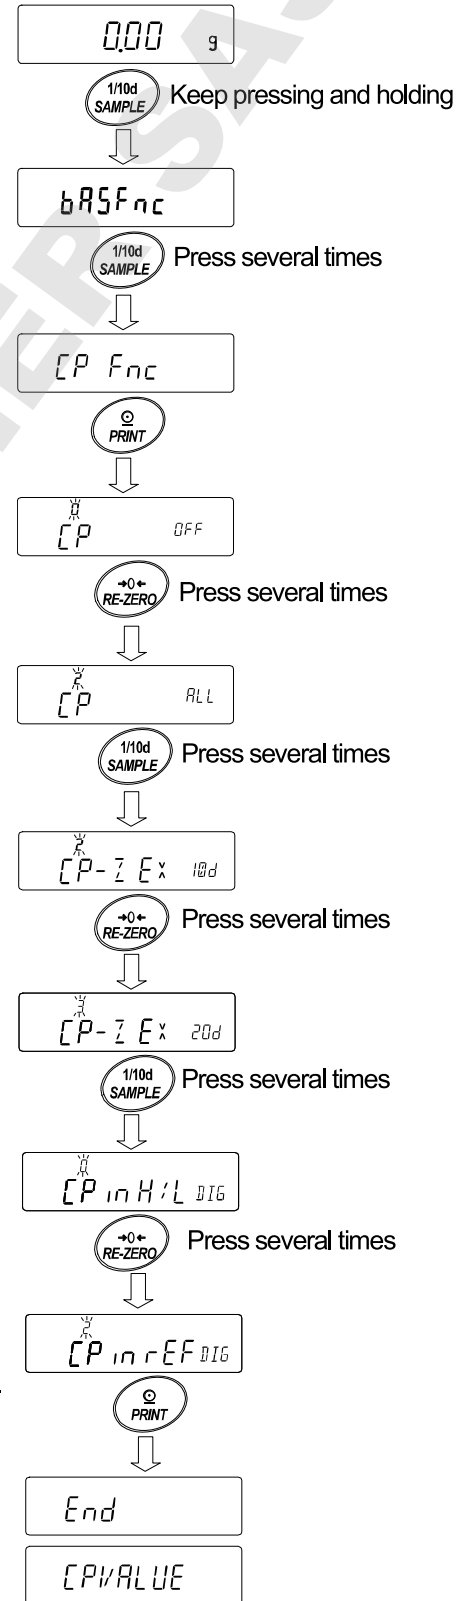 0.00 g
1/10d
SAMPLE
Keep pressing and holding
bASFnc
1/10d
SAMPLE
Press several times
CP Fnc
PRINT
0
CP OFF
→0←
RE-ZERO
Press several times
2
CP ALL
1/10d
SAMPLE
Press several times
2
CP-Z EX 10d
→0←
RE-ZERO
Press several times
3
CP-Z EX 20d
1/10d
SAMPLE
Press several times
0
CP in H/L DIG
→0←
RE-ZERO
Press several times
2
CP in rEF DIG
PRINT
End
CPVALUE